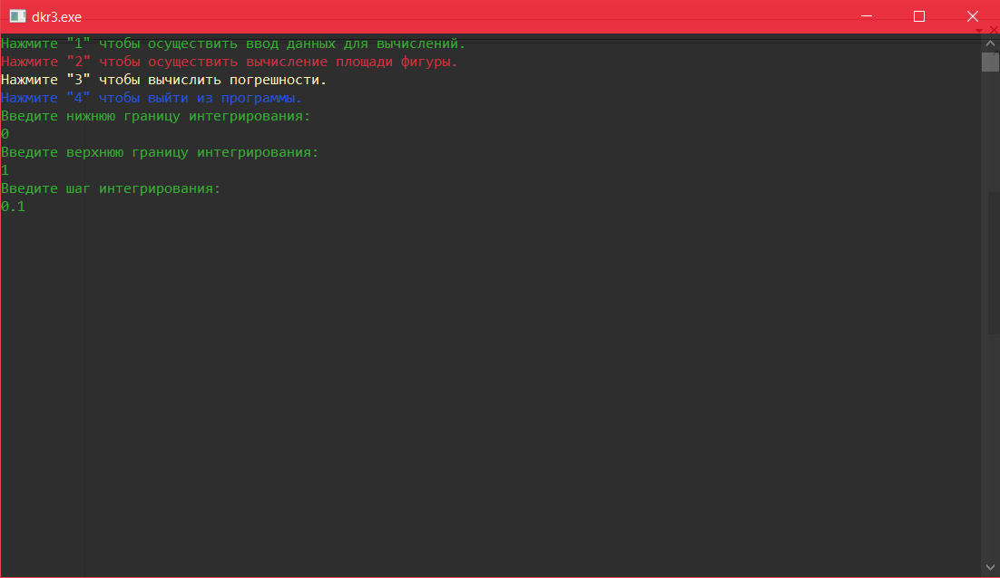 dkr3.exe
Нажмите "1" чтобы осуществить ввод данных для вычислений.
Нажмите "2" чтобы осуществить вычисление площади фигуры.
Нажмите "3" чтобы вычислить погрешности.
Нажмите "4" чтобы выйти из программы.
Введите нижнюю границу интегрирования:
0
Введите верхнюю границу интегрирования:
1
Введите шаг интегрирования:
0.1